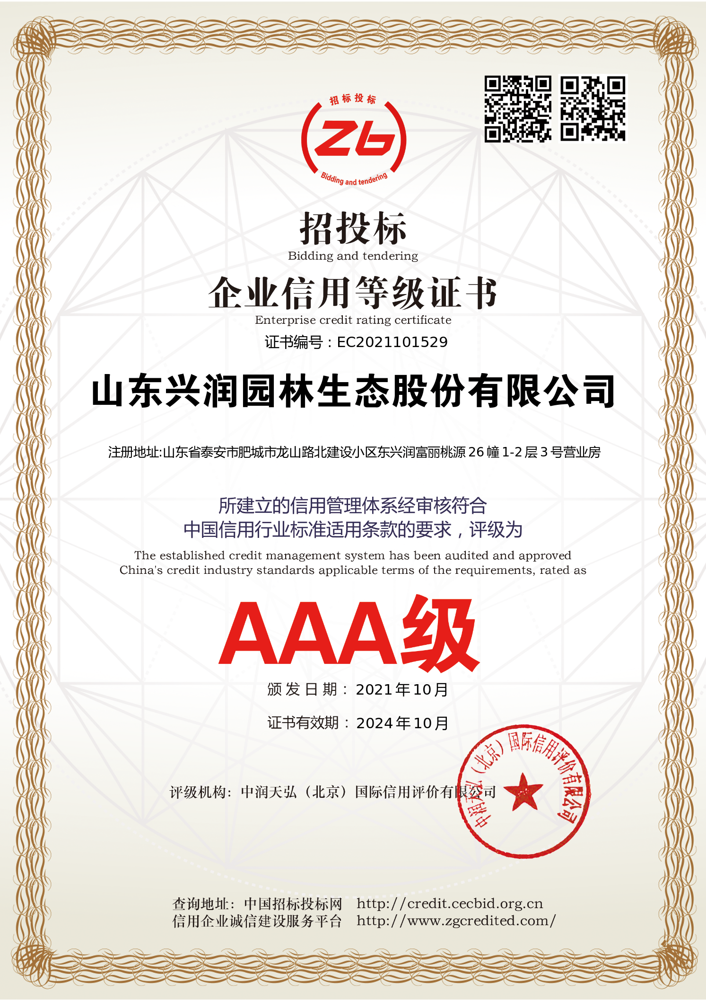 招标投标
Zb
Bidding and tendering
招投标
Bidding and tendering
企业信用等级证书
Enterprise credit rating certificate
证书编号：EC2021101529
山东兴润园林生态股份有限公司
注册地址:山东省泰安市肥城市龙山路北建设小区东兴润富丽桃源26幢1-2层3号营业房
所建立的信用管理体系经审核符合
中国信用行业标准适用条款的要求，评级为
The established credit management system has been audited and approved
China's credit industry standards applicable terms of the requirements, rated as
AAA级
颁发日期：2021年10月
证书有效期：2024年10月
评级机构：中润天弘（北京）国际信用评价有限公司
中润天弘（北京）国际信用评价有限公司
查询地址：中国招标投标网 http://credit.cecbid.org.cn
信用企业诚信建设服务平台 http://www.zgcredited.com/